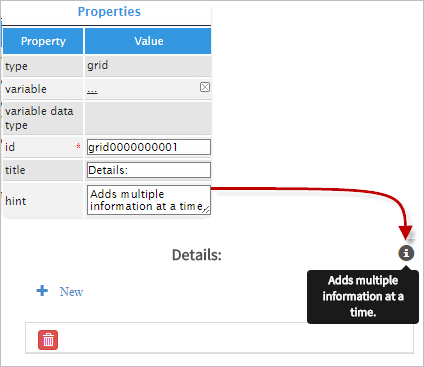 Properties
Property Value
type grid
variable ...
variable data
type
id * grid0000000001
title Details:
hint Adds multiple
information at a time
Details:
Adds multiple
information at a
time.
+ New